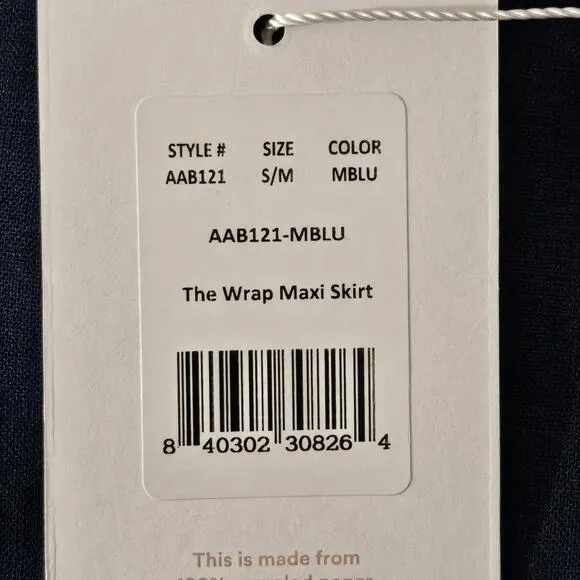 STYLE # SIZE COLOR
AAB121 S/M MBLU
AAB121-MBLU
The Wrap Maxi Skirt
8 40302 30826 4
This is made from